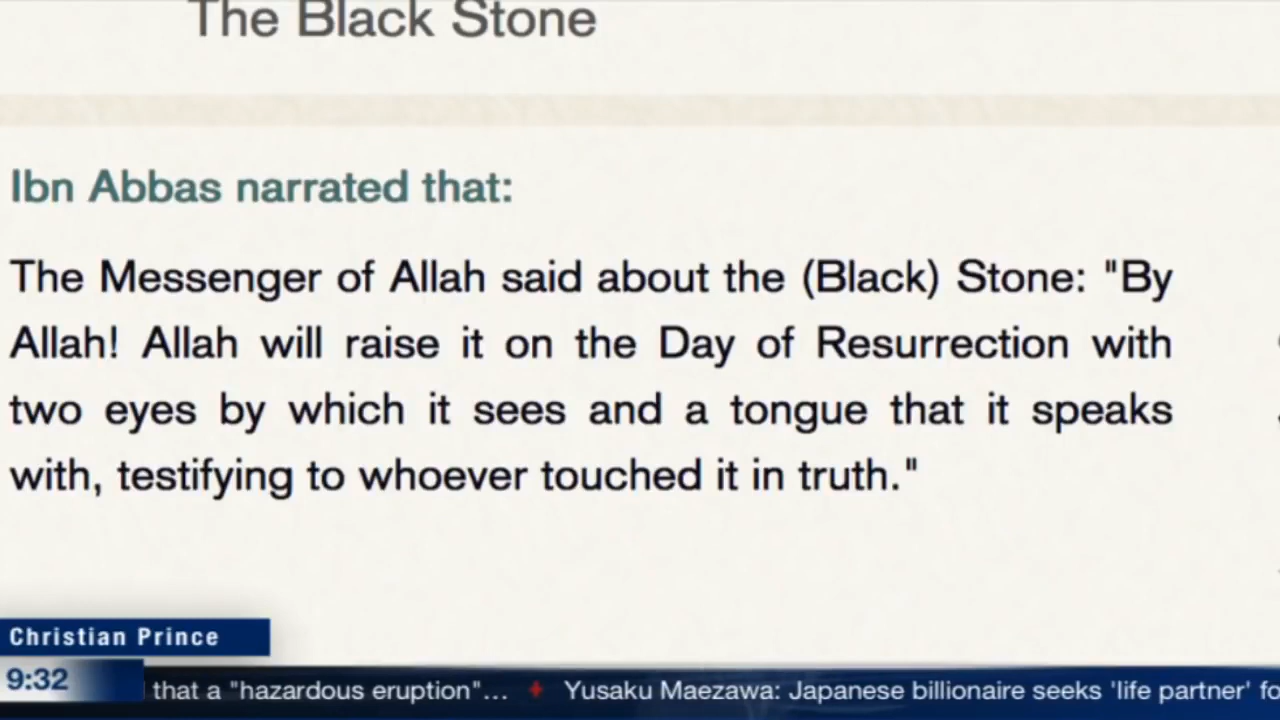 The Black Stone
Ibn Abbas narrated that:
The Messenger of Allah said about the (Black) Stone: "By
Allah! Allah will raise it on the Day of Resurrection with
two eyes by which it sees and a tongue that it speaks
with, testifying to whoever touched it in truth."
Christian Prince
9:32
that a "hazardous eruption"... + Yusaku Maezawa: Japanese billionaire seeks 'life partner' fo